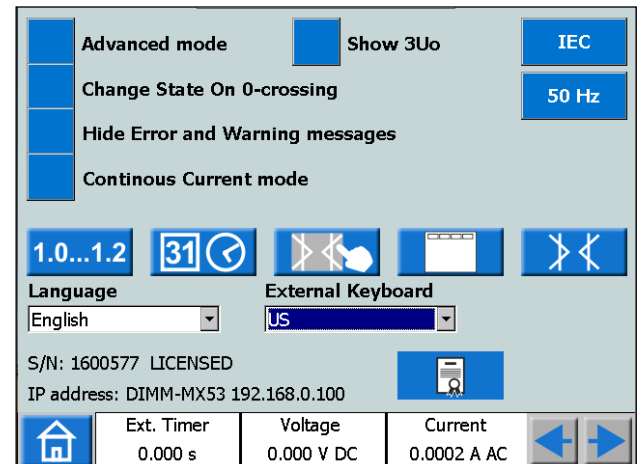 Advanced mode Show 3Uo IEC
Change State On 0-crossing 50 Hz
Hide Error and Warning messages
Continous Current mode
1.0...1.2 31
Language External Keyboard
English US
S/N: 1600577 LICENSED
IP address: DIMM-MX53 192.168.0.100
Ext. Timer Voltage Current
0.000 s 0.000 V DC 0.0002 A AC